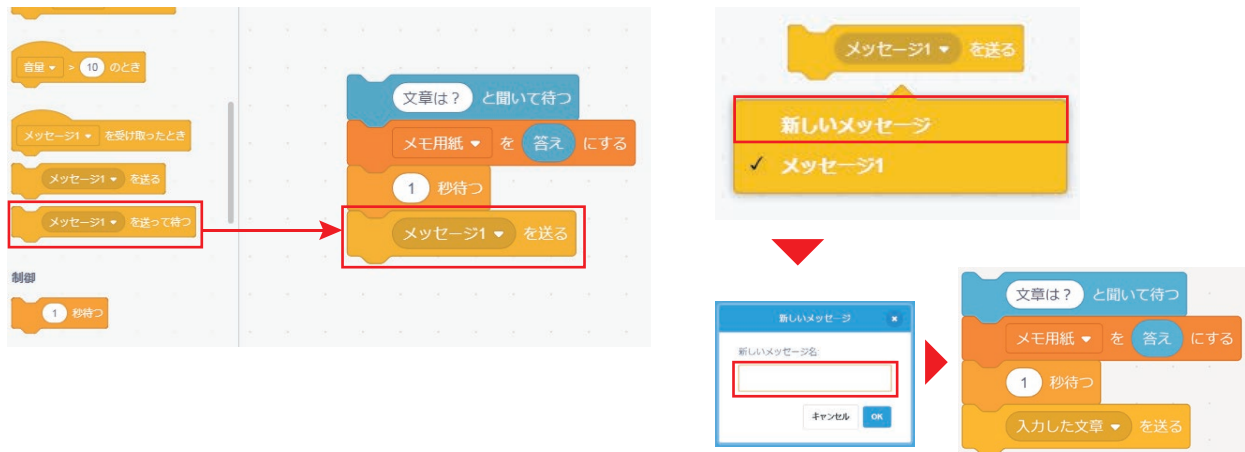 音量 > 10 のとき
メッセージ1 を受け取ったとき
メッセージ1 を送る
メッセージ1 を送って待つ
制御
1 秒待つ
文章は? と聞いて待つ
メモ用紙 を 答え にする
1 秒待つ
メッセージ1 を送る
メッセージ1 を送る
新しいメッセージ
✓ メッセージ1
新しいメッセージ
新しいメッセージ名:
キャンセル OK
文章は? と聞いて待つ
メモ用紙 を 答え にする
1 秒待つ
入力した文章 を送る